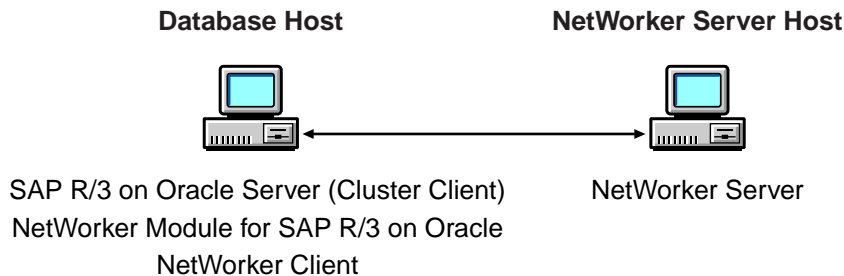 Database Host
NetWorker Server Host
SAP R/3 on Oracle Server (Cluster Client)
NetWorker Module for SAP R/3 on Oracle
NetWorker Client
NetWorker Server